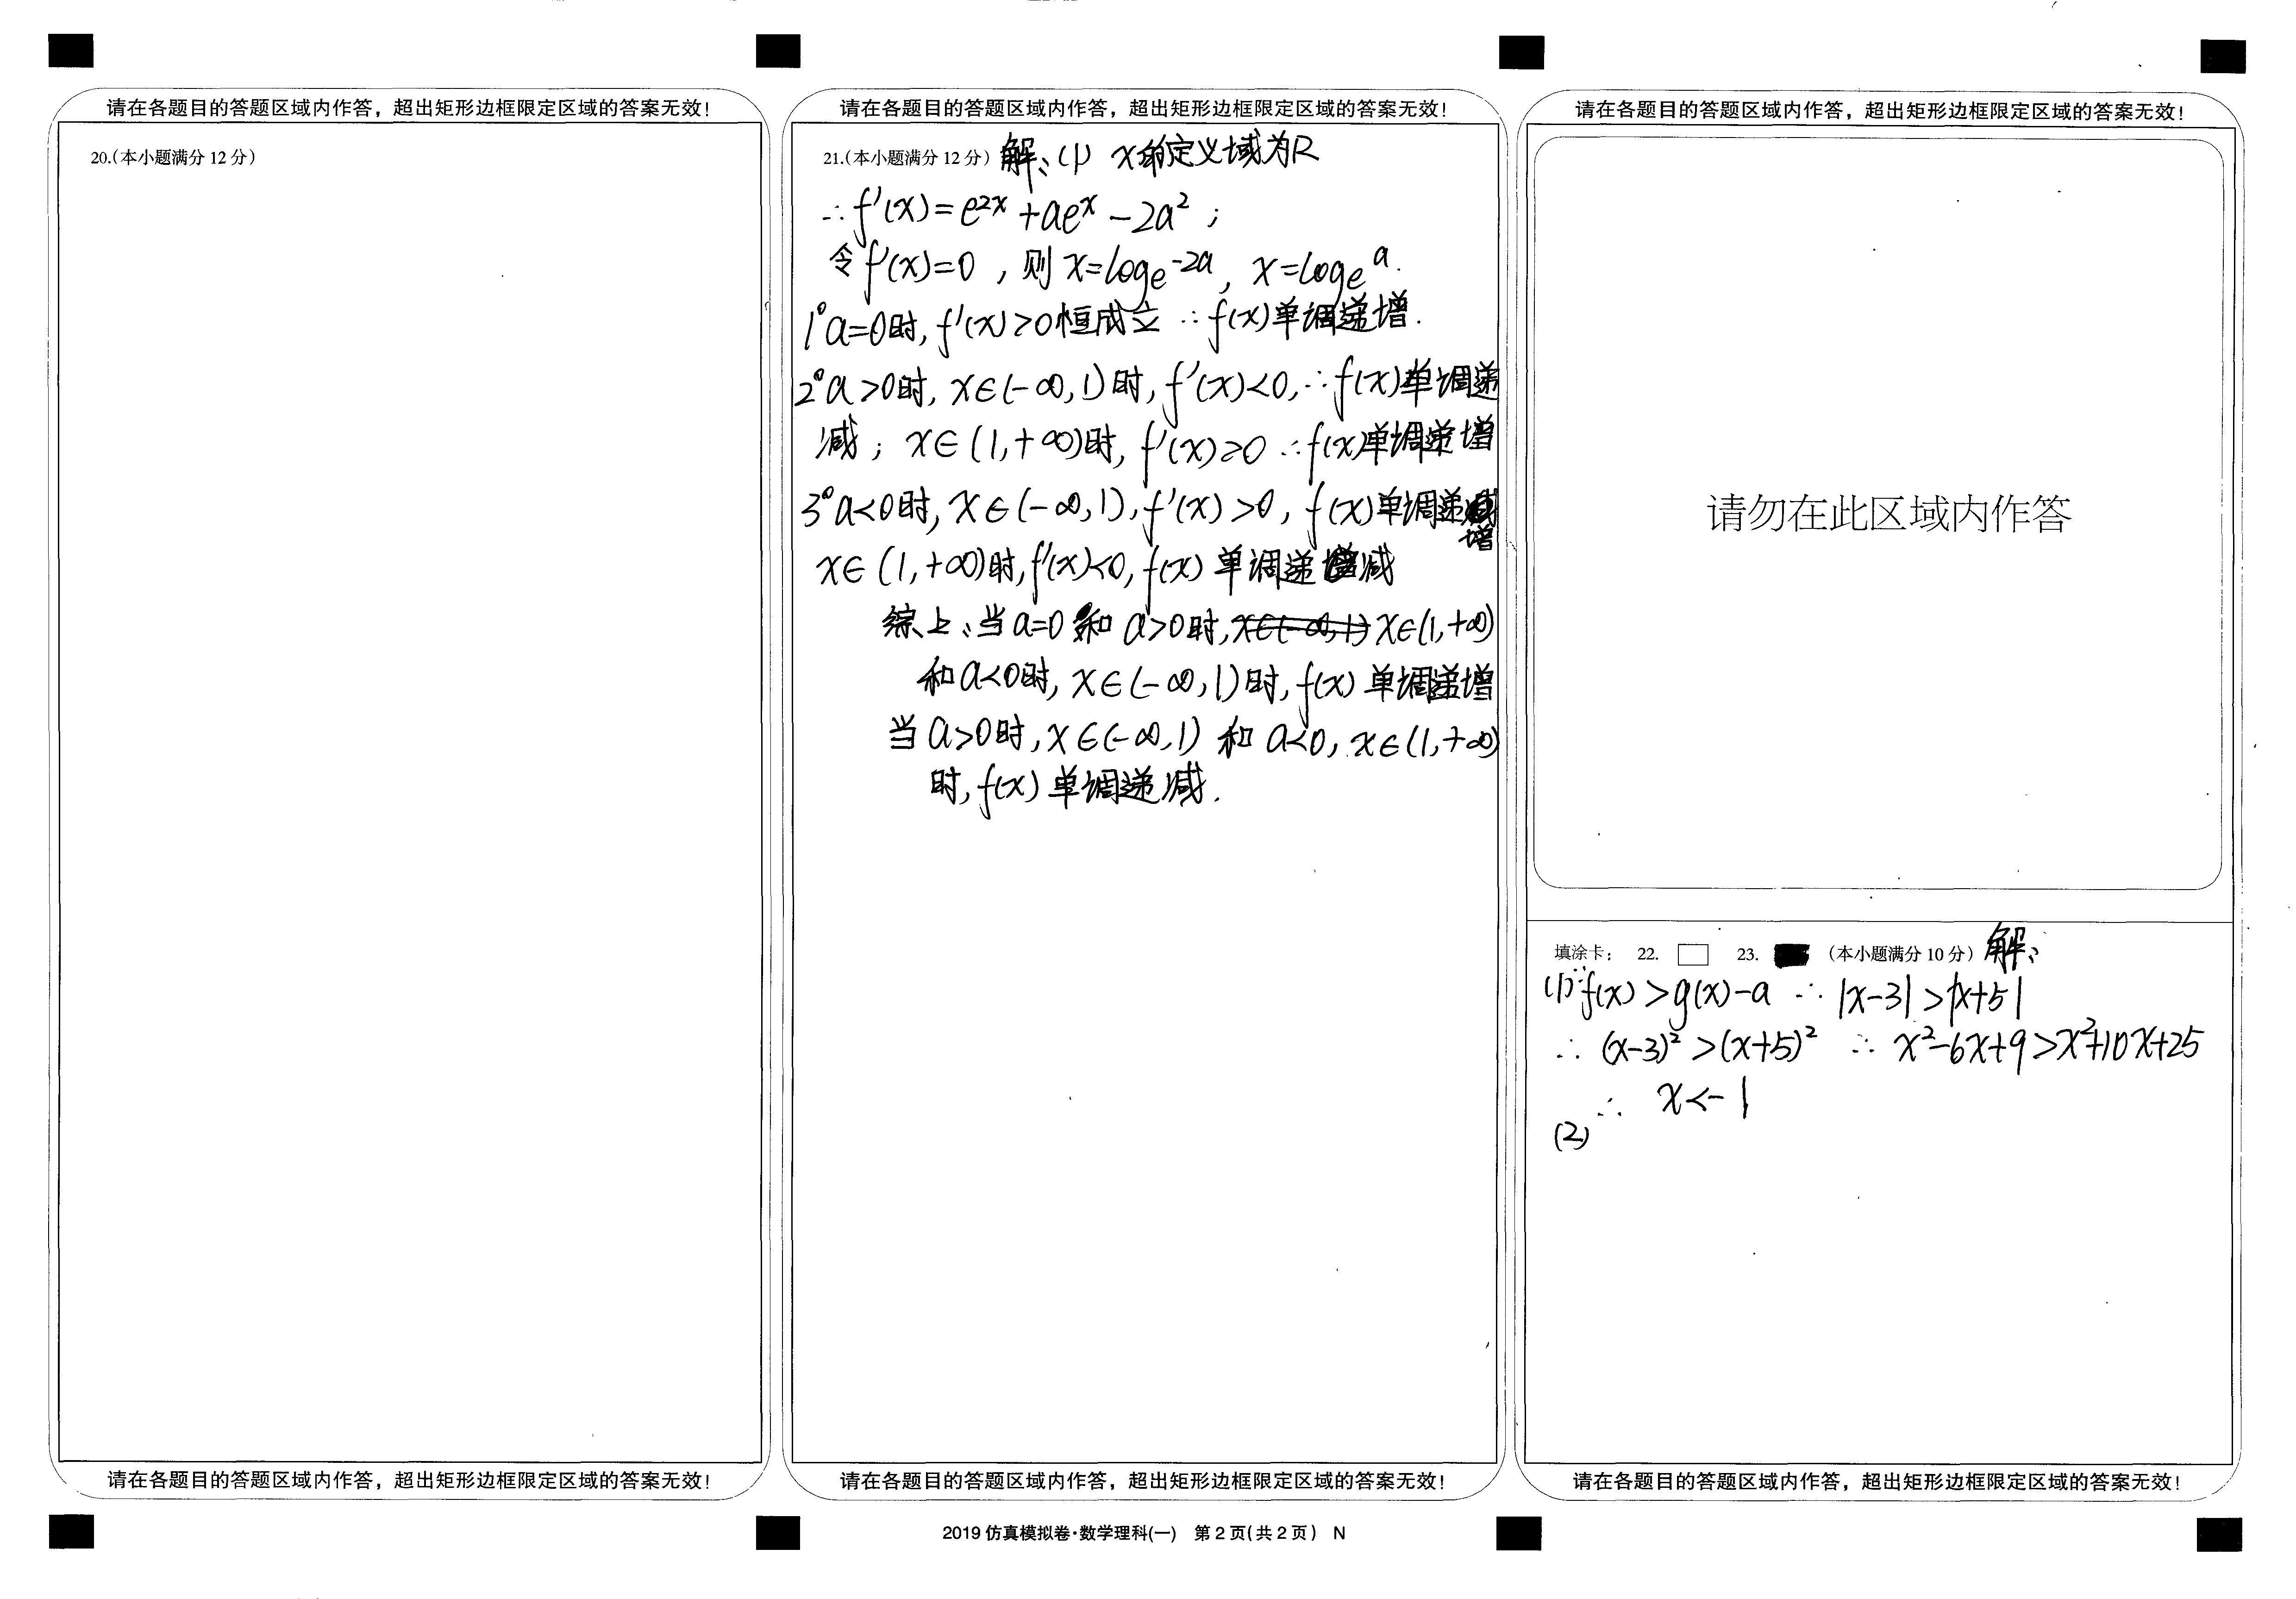 请在各题目的答题区域内作答，超出矩形边框限定区域的答案无效！
20.（本小题满分 12 分）
请在各题目的答题区域内作答，超出矩形边框限定区域的答案无效！
请在各题目的答题区域内作答，超出矩形边框限定区域的答案无效！
21.（本小题满分 12 分） 解：(1) x的定义域为R
∴f'(x)=e^{2x}+ae^x-2a^2；
令f'(x)=0，则x=log_e^{-2a}，x=log_e^a.
1°a=0时，f'(x)>0恒成立 ∴f(x)单调递增.
2°a>0时，x∈(-∞,1)时，f'(x)<0，∴f(x)单调递
减；x∈(1,+∞)时，f'(x)>0 ∴f(x)单调递增
3°a<0时，x∈(-∞,1)，f'(x)>0，f(x)单调递
增
x∈(1,+∞)时，f'(x)<0，f(x)单调递减
综上：当a=0和a>0时，x∈(-∞,1) x∈(1,+∞)
和a<0时，x∈(-∞,1)时，f(x)单调递增
当a>0时，x∈(-∞,1)和a<0，x∈(1,+∞)
时，f(x)单调递减.
请在各题目的答题区域内作答，超出矩形边框限定区域的答案无效！
请在各题目的答题区域内作答，超出矩形边框限定区域的答案无效！
请勿在此区域内作答
填涂卡： 22. 23. （本小题满分 10 分） 解：
(1)∵f(x)>g(x)-a ∴|x-3|>|x+5|
∴(x-3)^2>(x+5)^2 ∴x^2-6x+9>x^2+10x+25
∴ x<-1
(2)
请在各题目的答题区域内作答，超出矩形边框限定区域的答案无效！
2019 仿真模拟卷·数学理科(一) 第 2 页(共 2 页) N